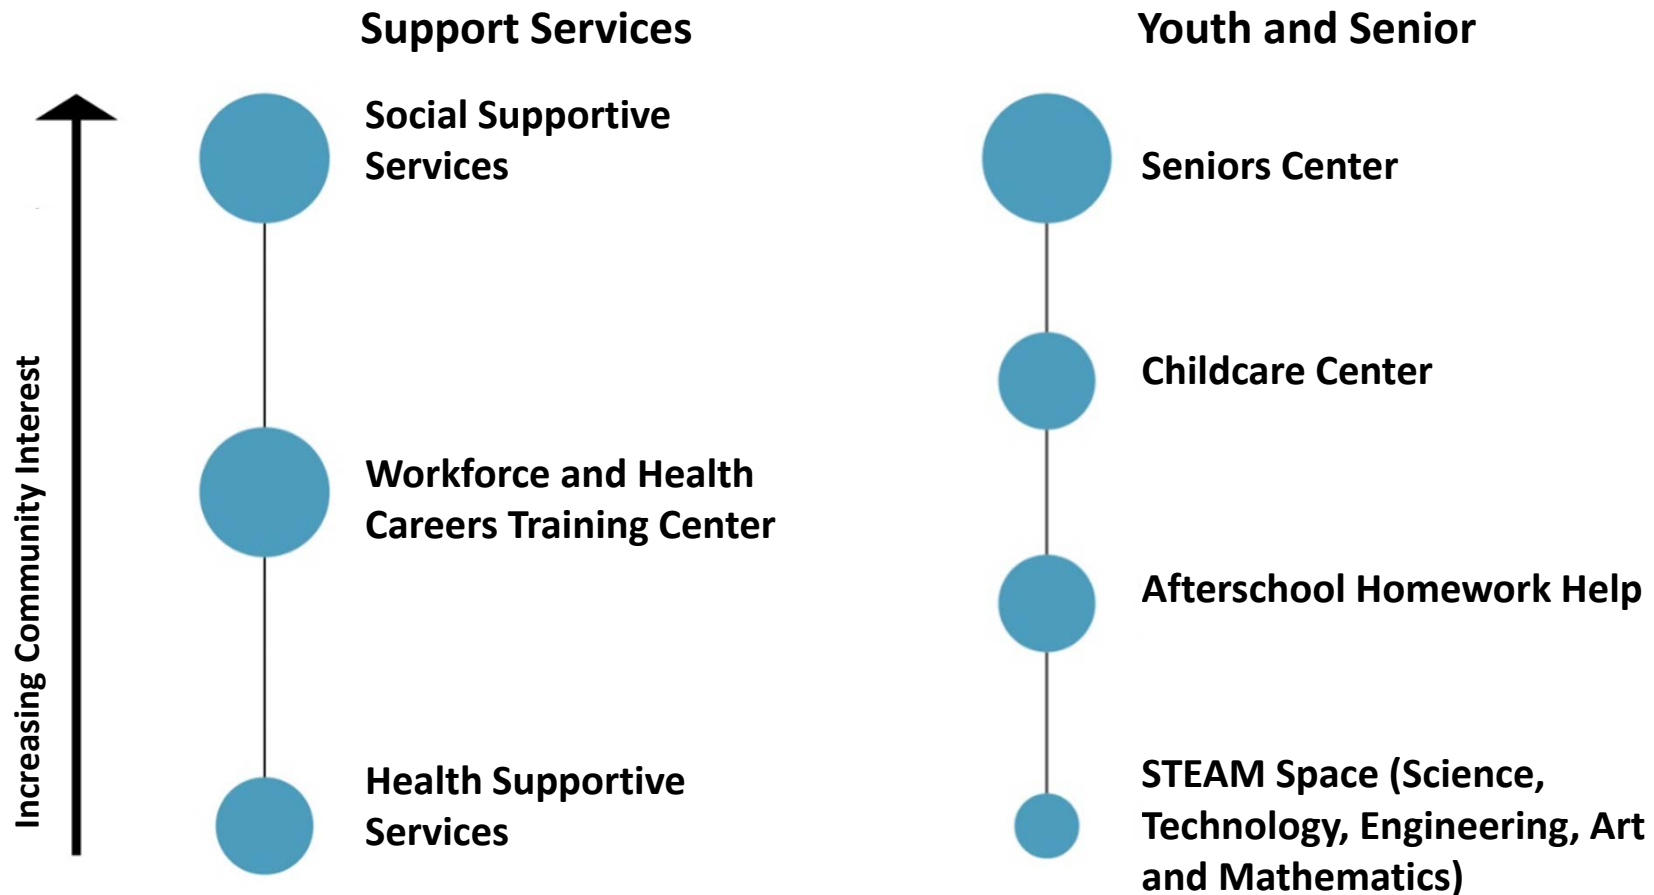 Support Services
Social Supportive
Services
Workforce and Health
Careers Training Center
Health Supportive
Services
Youth and Senior
Seniors Center
Childcare Center
Afterschool Homework Help
STEAM Space (Science,
Technology, Engineering, Art
and Mathematics)
Increasing Community Interest